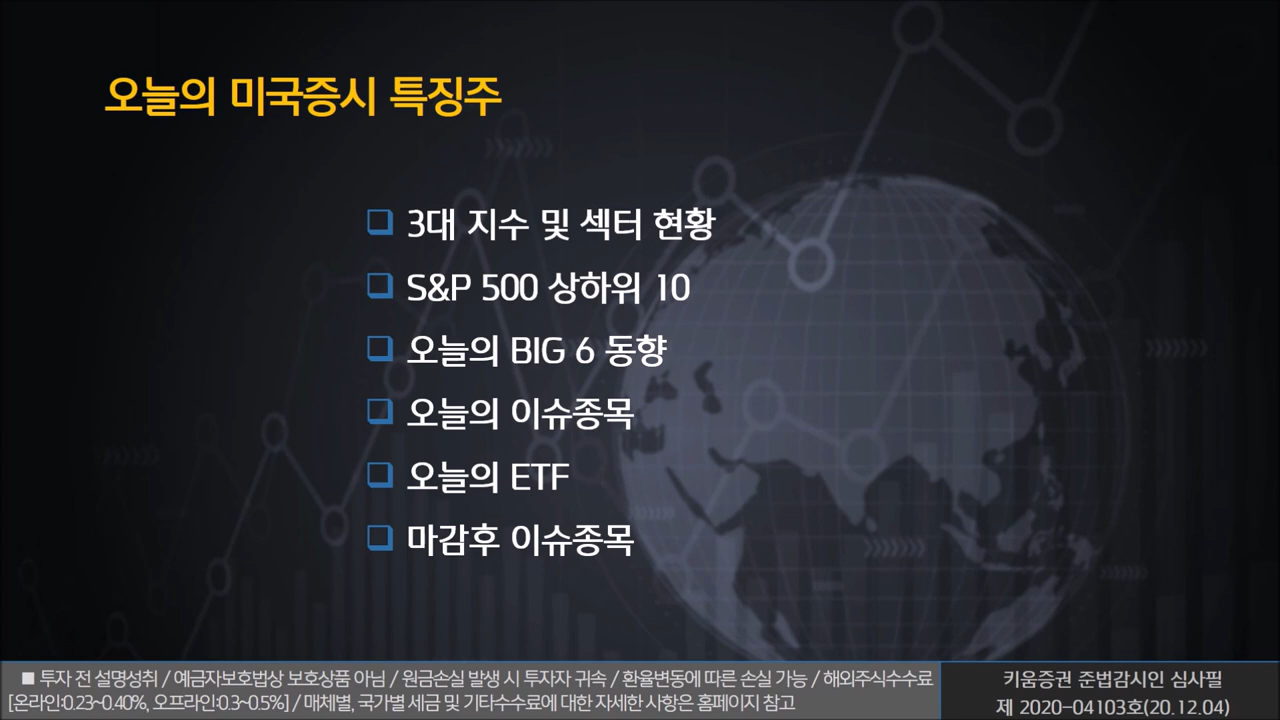 오늘의 미국증시 특징주
❑ 3대 지수 및 섹터 현황
❑ S&P 500 상하위 10
❑ 오늘의 BIG 6 동향
❑ 오늘의 이슈종목
❑ 오늘의 ETF
❑ 마감후 이슈종목
■ 투자 전 설명성취 / 예금자보호법상 보호상품 아님 / 원금손실 발생 시 투자자 귀속 / 환율변동에 따른 손실 가능 / 해외주식수수료
[온라인:0.23~0.40%, 오프라인:0.3~0.5%] / 매체별, 국가별 세금 및 기타수수료에 대한 자세한 사항은 홈페이지 참고
키움증권 준법감시인 심사필
제 2020-04103호(20.12.04)